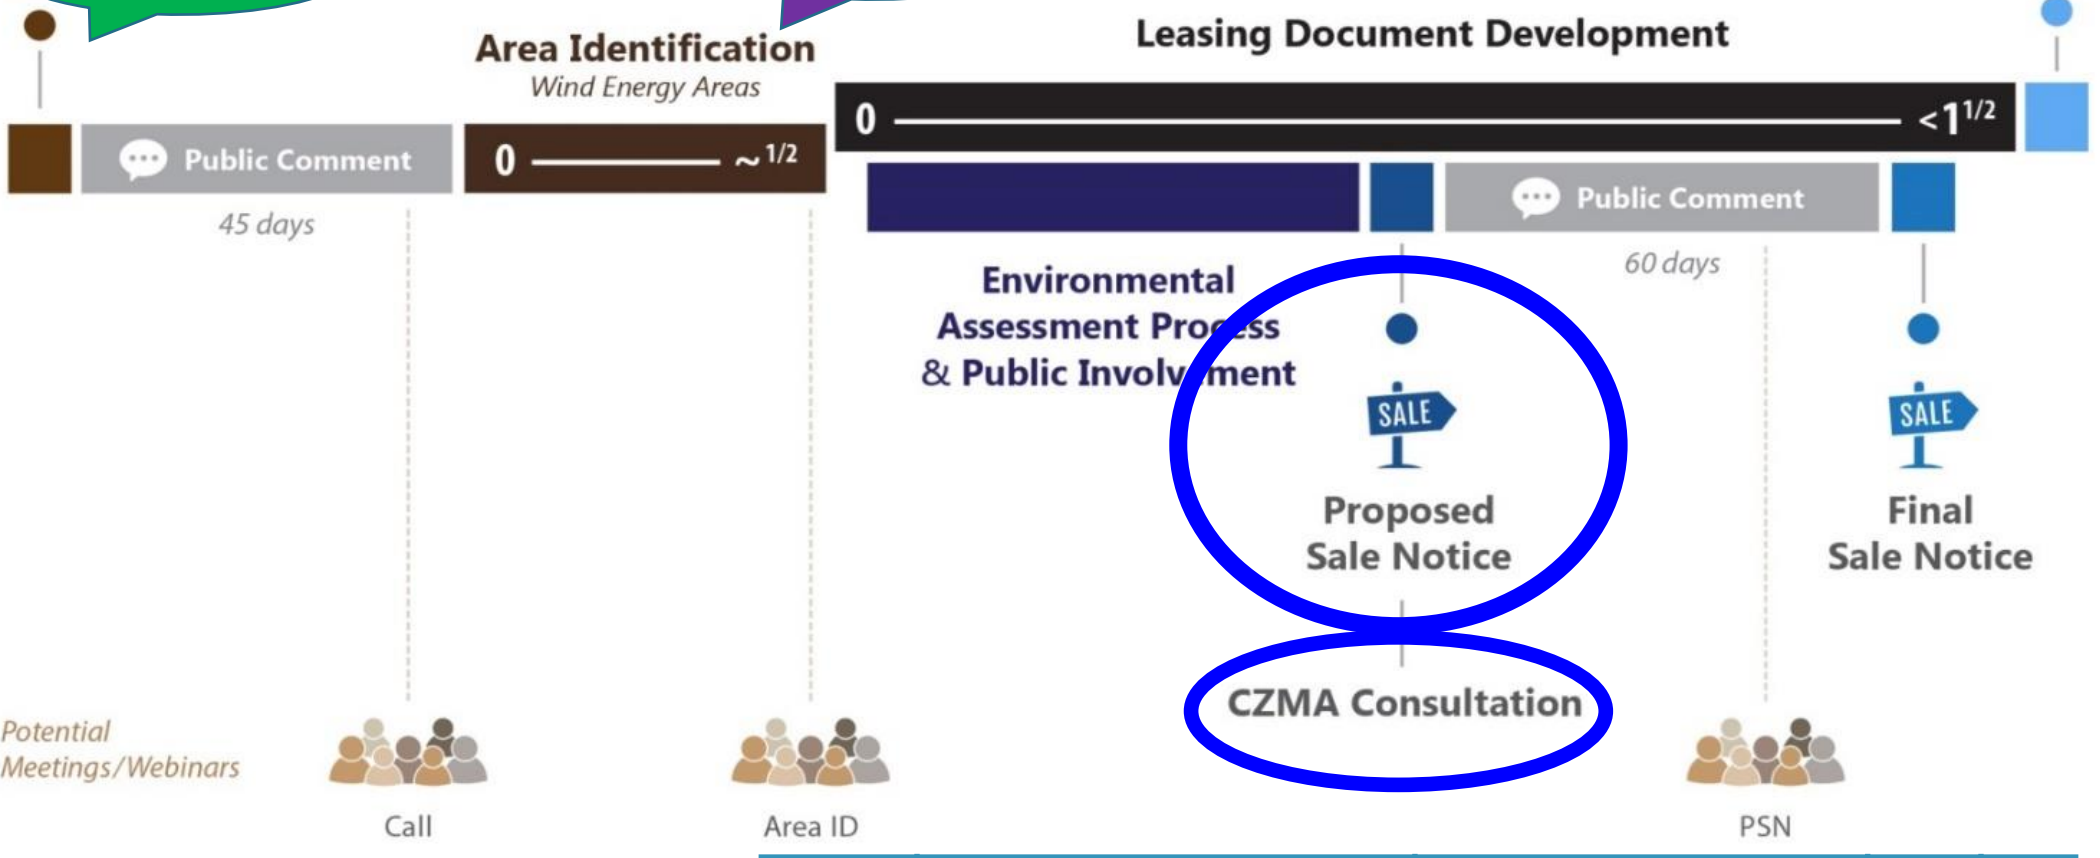 Area Identification
Wind Energy Areas
Leasing Document Development
0 <1 1/2
Public Comment
0 ~ 1/2
45 days
Public Comment
60 days
Environmental
Assessment Process
& Public Involvement
SALE
Proposed
Sale Notice
SALE
Final
Sale Notice
CZMA Consultation
Potential
Meetings/Webinars
Call
Area ID
PSN